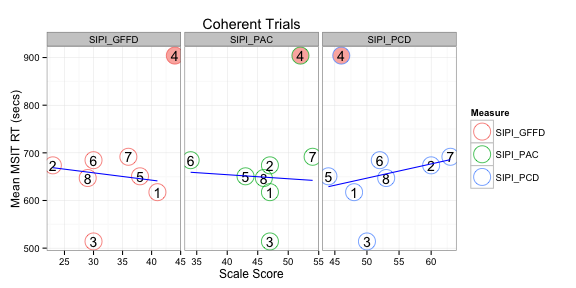 Coherent Trials
SIPI_GFFD SIPI_PAC SIPI_PCD
Mean MSIT RT (secs)
900
800
700
600
500
4 7 6 2 5 8 1 3
4 7 6 2 5 8 1 3
4 7 6 2 5 8 1 3
25 30 35 40 45 35 40 45 50 55 45 50 55 60
Scale Score
Measure
SIPI_GFFD
SIPI_PAC
SIPI_PCD